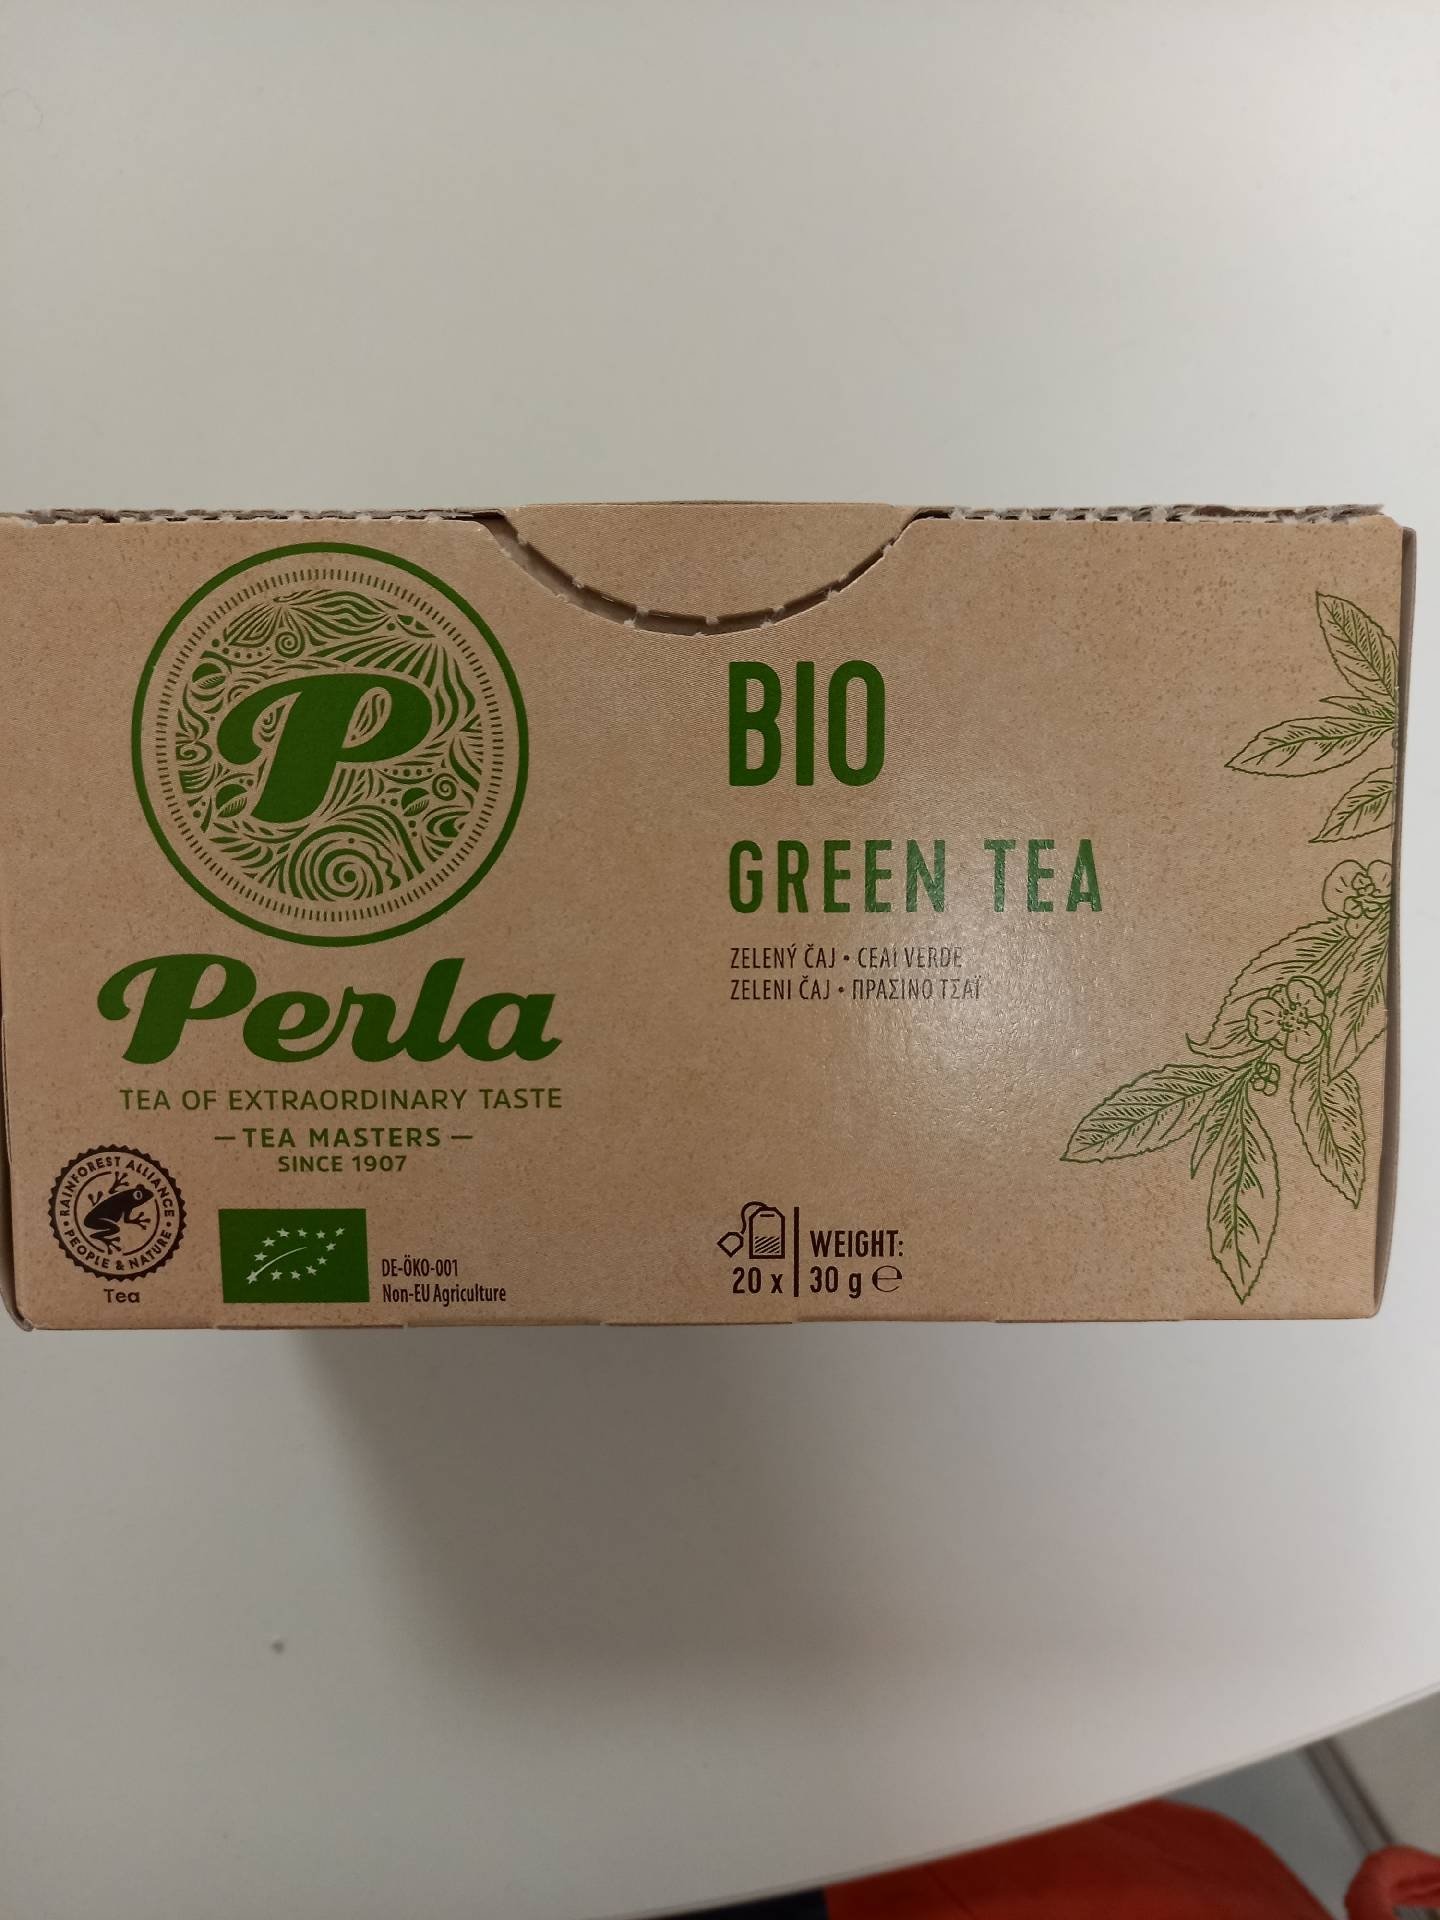 P
Perla
TEA OF EXTRAORDINARY TASTE
— TEA MASTERS —
SINCE 1907
RAINFOREST ALLIANCE
PEOPLE & NATURE
Tea
DE-ÖKO-001
Non-EU Agriculture
BIO
GREEN TEA
ZELENÝ ČAJ • CEAI VERDE
ZELENI ČAJ • ΠΡΑΣΙΝΟ ΤΣΑΪ
WEIGHT:
20 x 30 g ℮